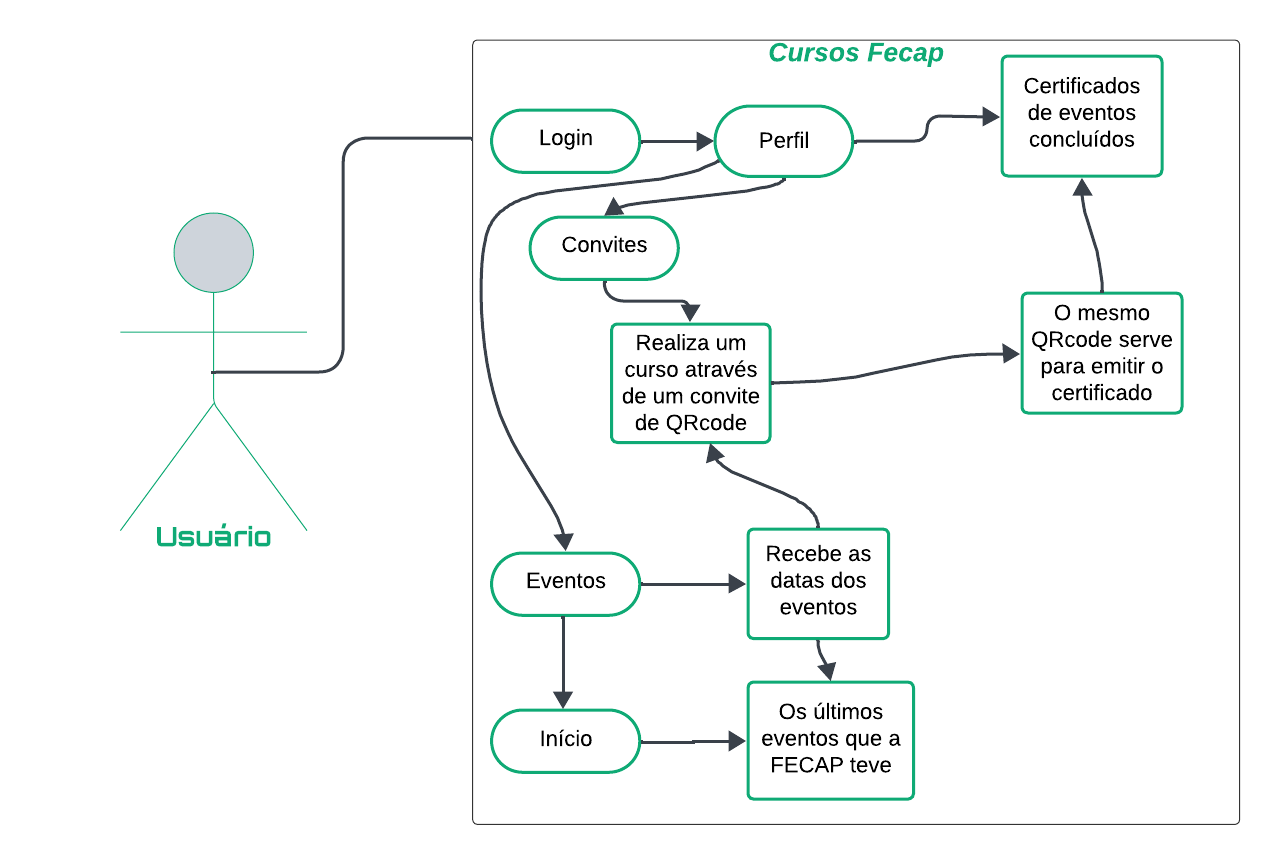 Cursos Fecap
Certificados
de eventos
concluídos
Login
Perfil
Convites
Realiza um
curso através
de um convite
de QRcode
O mesmo
QRcode serve
para emitir o
certificado
Usuário
Eventos
Recebe as
datas dos
eventos
Início
Os últimos
eventos que a
FECAP teve